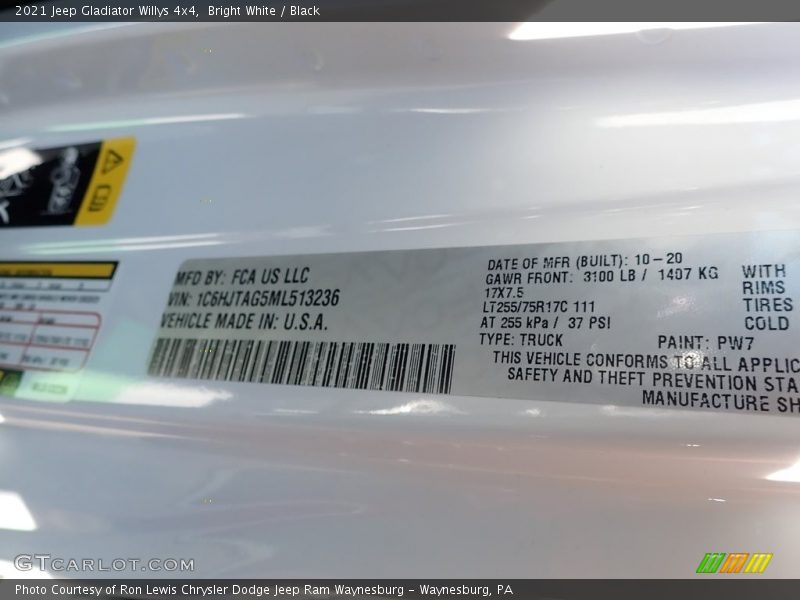 2021 Jeep Gladiator Willys 4x4, Bright White / Black
MFD BY: FCA US LLC
VIN: 1C6HJTAG5ML513236
VEHICLE MADE IN: U.S.A.
DATE OF MFR (BUILT): 10-20
GAWR FRONT: 3100 LB / 1407 KG
17X7.5
LT255/75R17C 111
AT 255 kPa / 37 PSI
TYPE: TRUCK
PAINT: PW7
WITH
RIMS
TIRES
COLD
THIS VEHICLE CONFORMS TO ALL APPLIC
SAFETY AND THEFT PREVENTION STA
MANUFACTURE SH
GTCARLOT.COM
Photo Courtesy of Ron Lewis Chrysler Dodge Jeep Ram Waynesburg - Waynesburg, PA